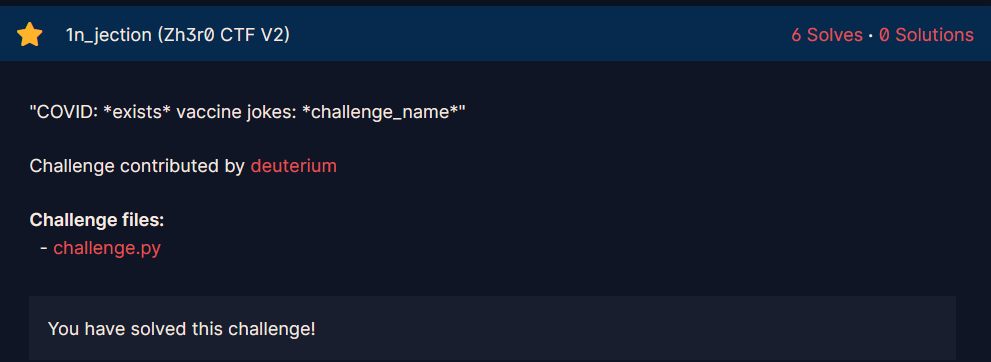 1n_jection (Zh3r0 CTF V2) 6 Solves · 0 Solutions
"COVID: *exists* vaccine jokes: *challenge_name*"
Challenge contributed by deuterium
Challenge files:
- challenge.py
You have solved this challenge!